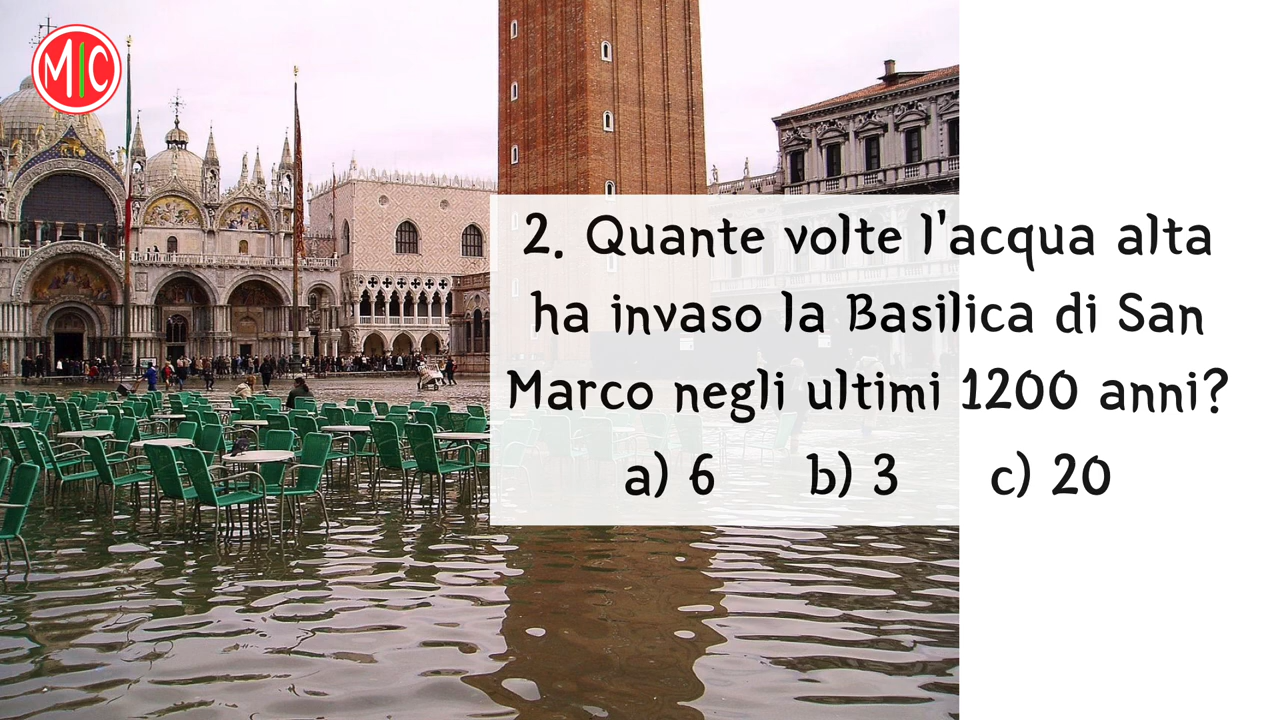 MIC
2. Quante volte l'acqua alta
ha invaso la Basilica di San
Marco negli ultimi 1200 anni?
a) 6 b) 3 c) 20